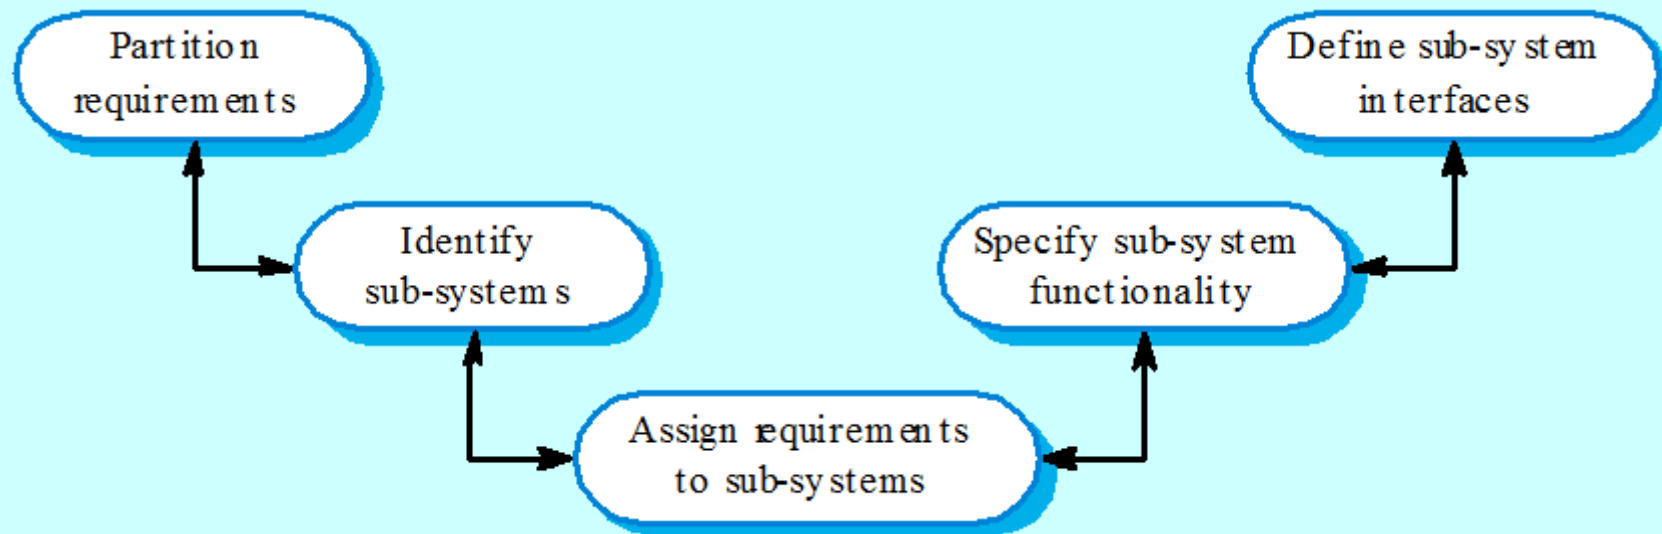 Partition
requirements
Identify
sub-systems
Assign requirements
to sub-systems
Specify sub-system
functionality
Define sub-system
interfaces